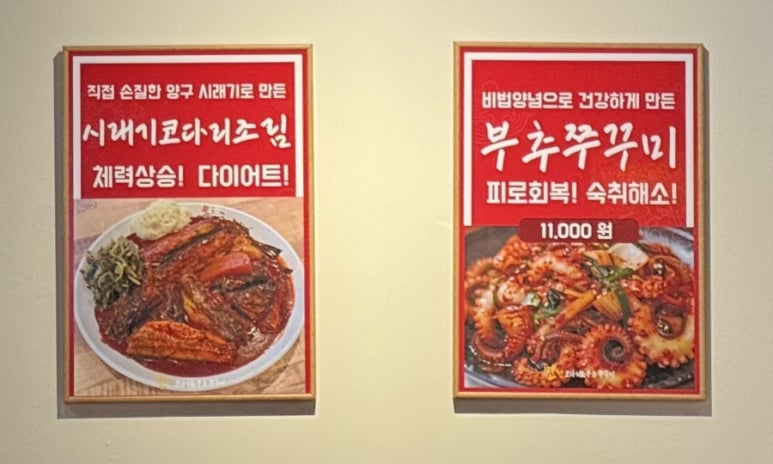 직접 손질한 양구 시래기로 만든
시래기코다리조림
체력상승! 다이어트!
비법양념으로 건강하게 만든
부추쭈꾸미
피로회복! 숙취해소!
11,000 원